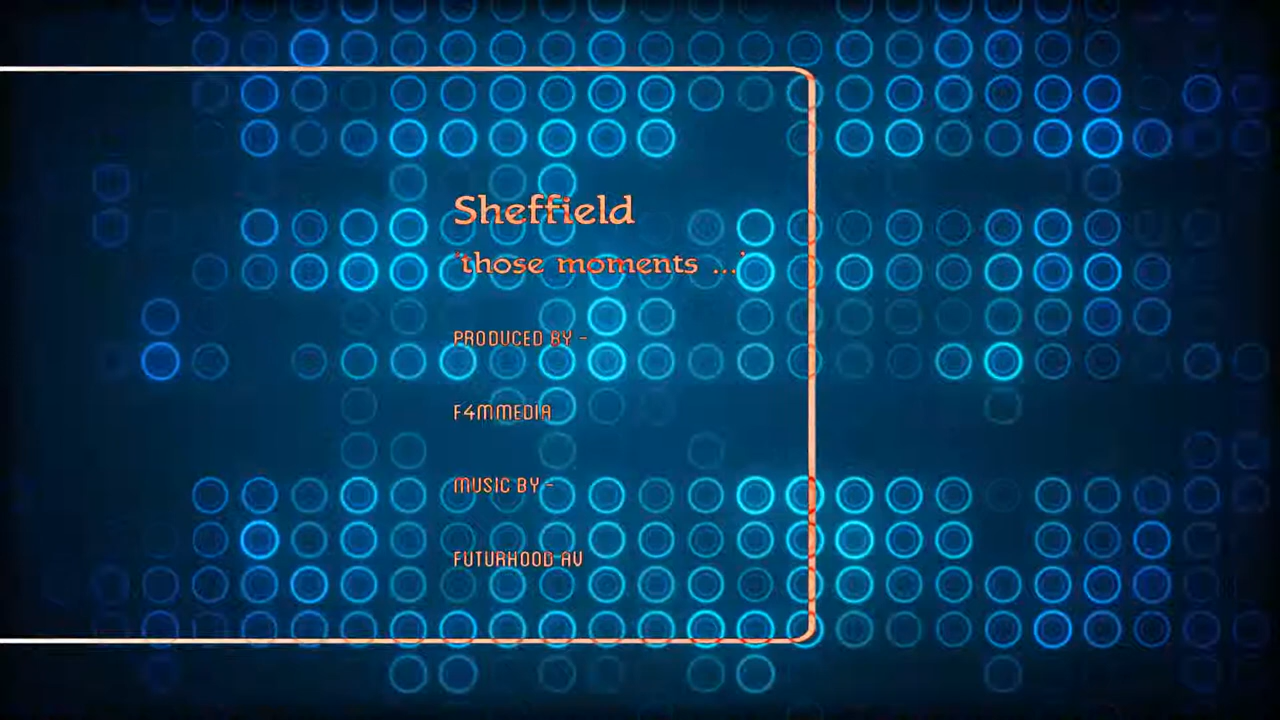 Sheffield
'those moments ...'
PRODUCED BY -
F4MMEDIA
MUSIC BY -
FUTURHOOD AV